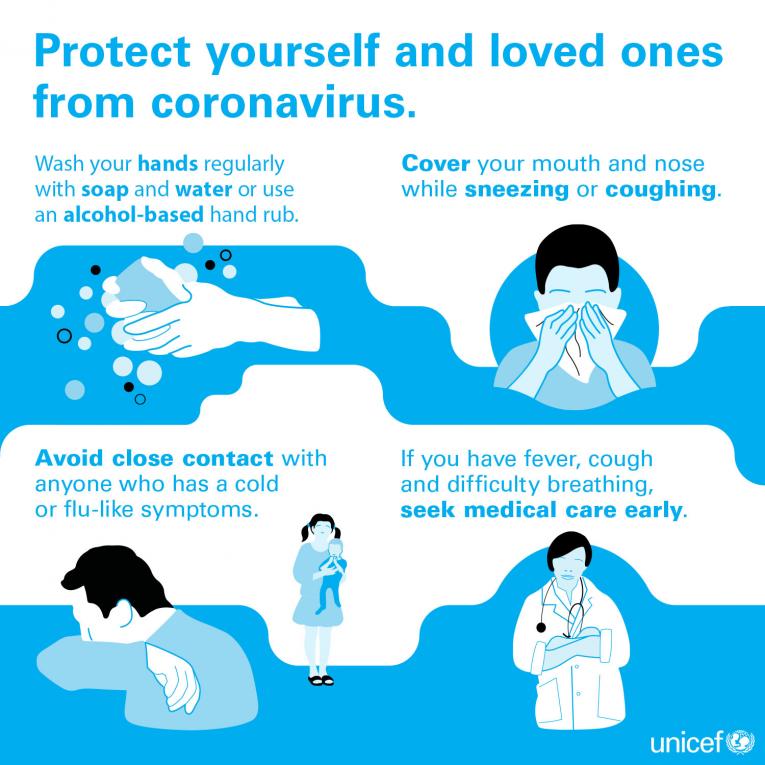 Protect yourself and loved ones
from coronavirus.
Wash your hands regularly
with soap and water or use
an alcohol-based hand rub.
Cover your mouth and nose
while sneezing or coughing.
Avoid close contact with
anyone who has a cold
or flu-like symptoms.
If you have fever, cough
and difficulty breathing,
seek medical care early.
unicef